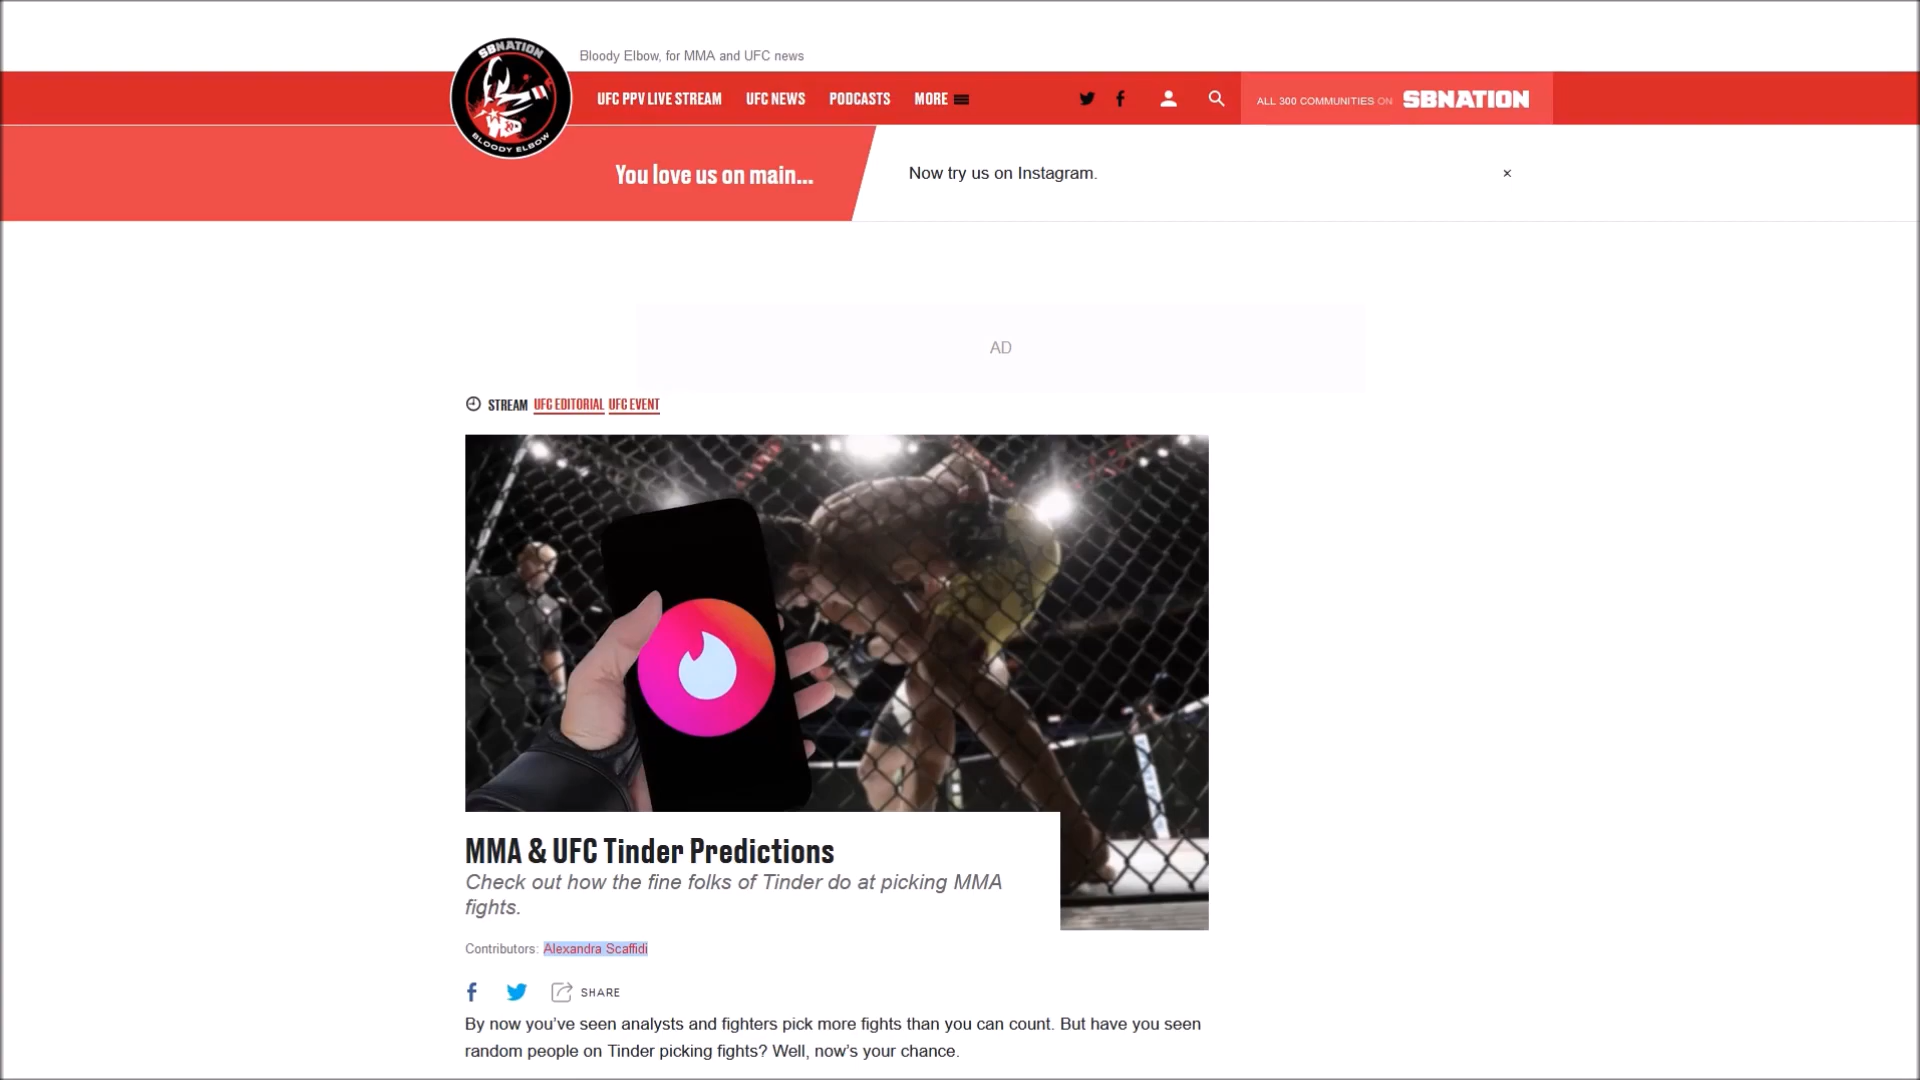 SBNATION
BLOODY ELBOW
Bloody Elbow, for MMA and UFC news
UFC PPV LIVE STREAM UFC NEWS PODCASTS MORE
ALL 300 COMMUNITIES ON SBNATION
You love us on main...
Now try us on Instagram.
×
AD
STREAM UFC EDITORIAL UFC EVENT
MMA & UFC Tinder Predictions
Check out how the fine folks of Tinder do at picking MMA
fights.
Contributors: Alexandra Scaffidi
SHARE
By now you’ve seen analysts and fighters pick more fights than you can count. But have you seen
random people on Tinder picking fights? Well, now’s your chance.